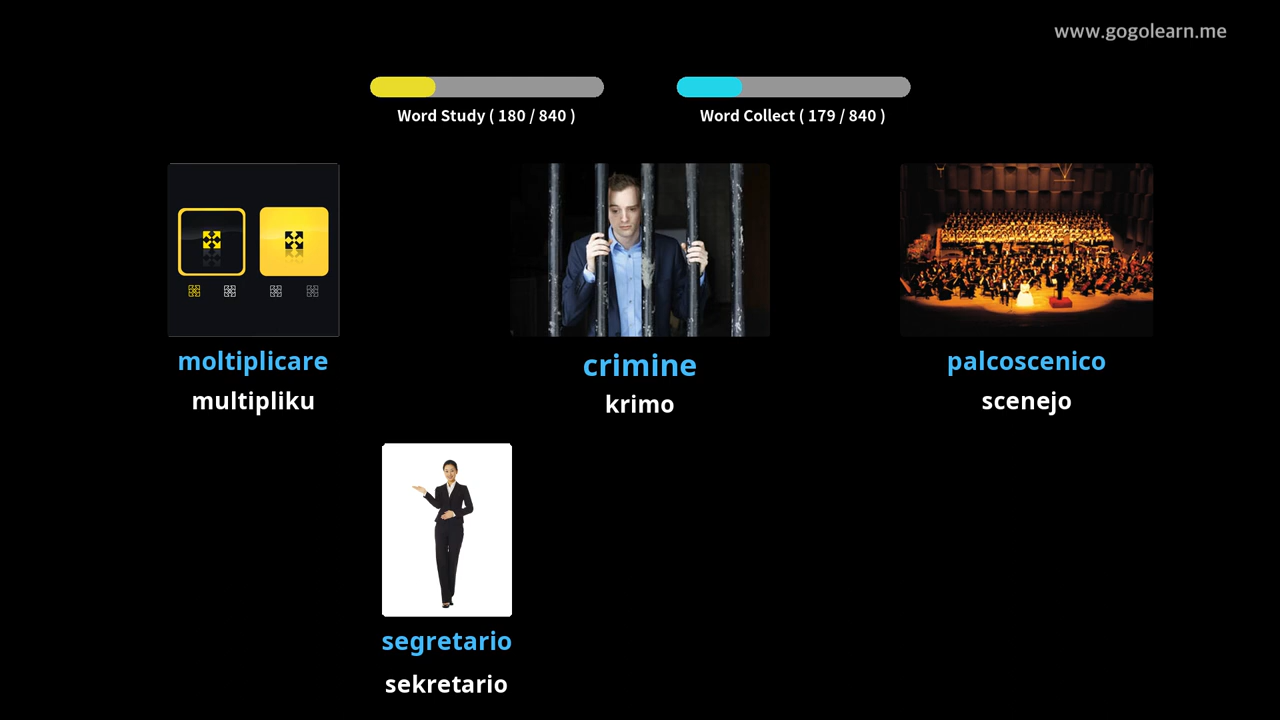 www.gogolearn.me
Word Study ( 180 / 840 )
Word Collect ( 179 / 840 )
moltiplicare
multipliku
crimine
krimo
palcoscenico
scenejo
segretario
sekretario